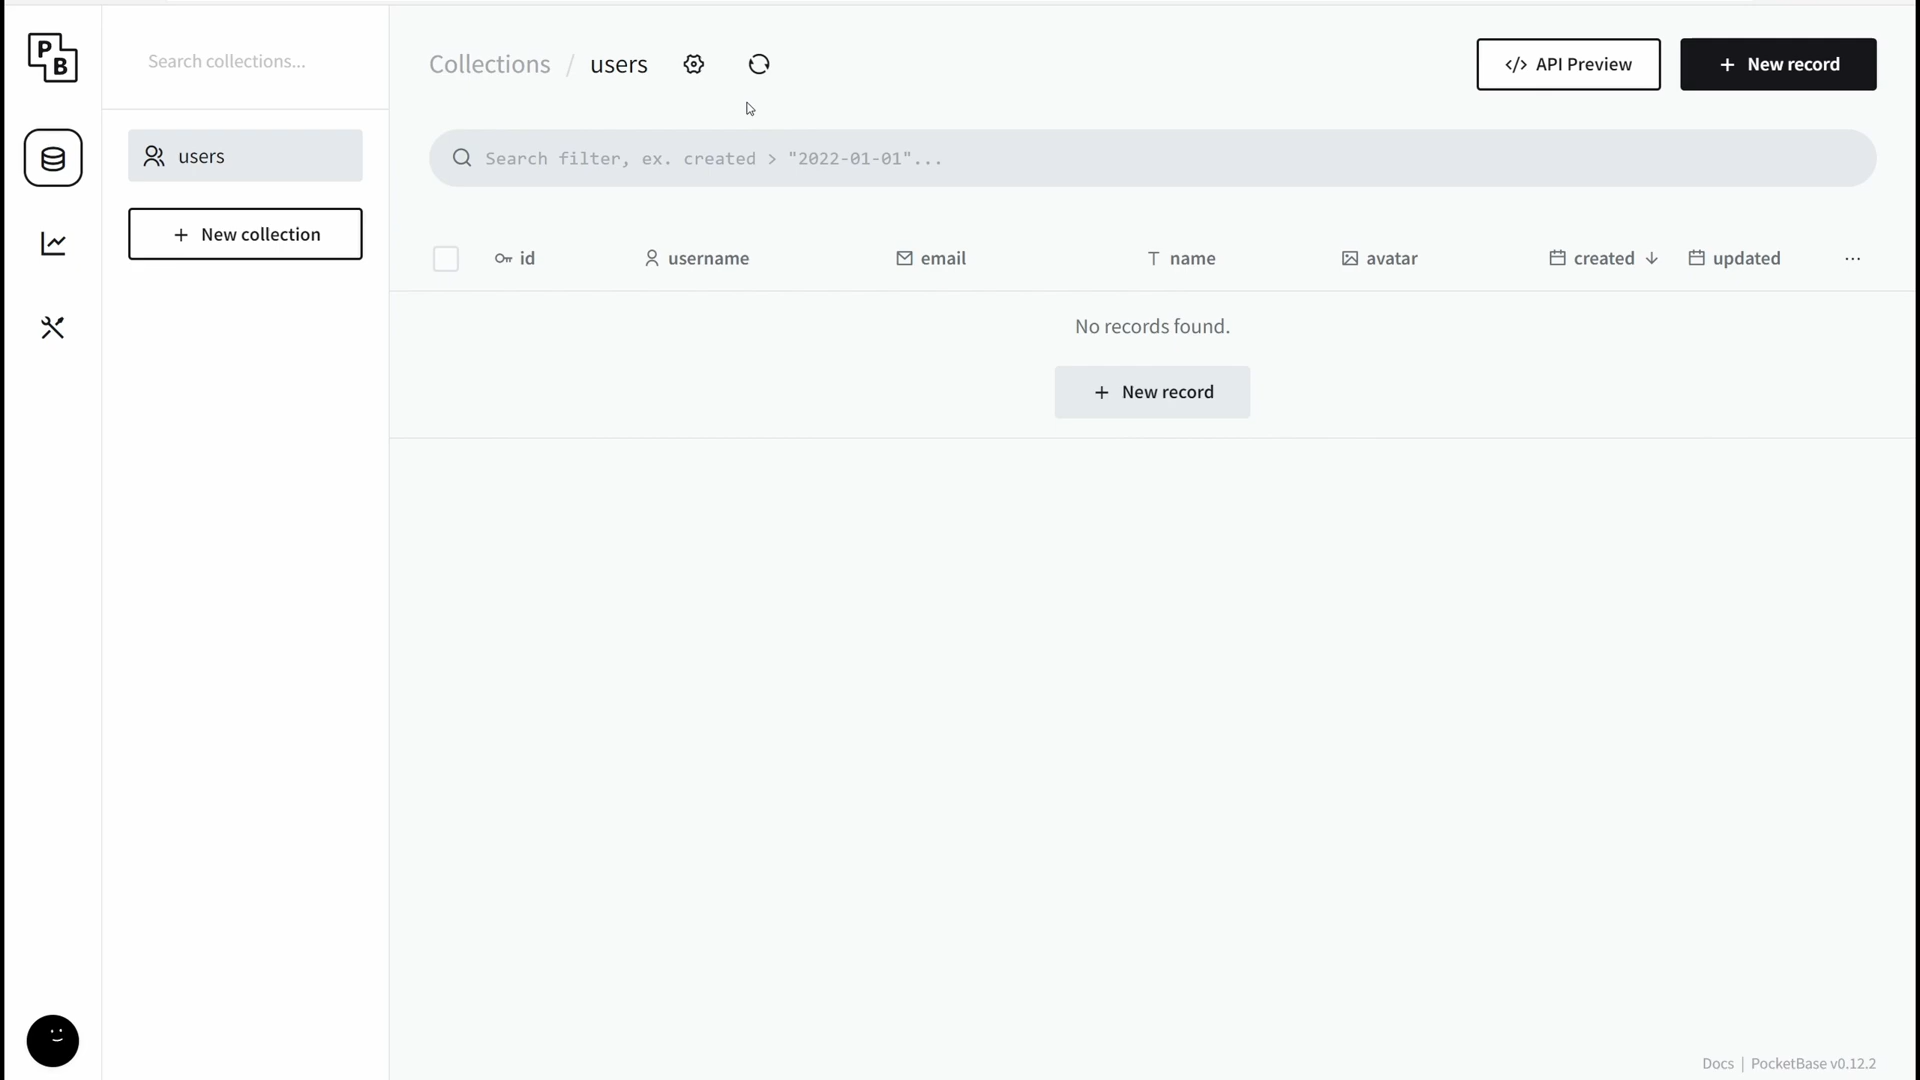 P
B
Search collections...
users
+ New collection
Collections / users
</> API Preview
+ New record
Search filter, ex. created > "2022-01-01"...
id username email name avatar created ↓ updated ...
No records found.
+ New record
Docs | PocketBase v0.12.2